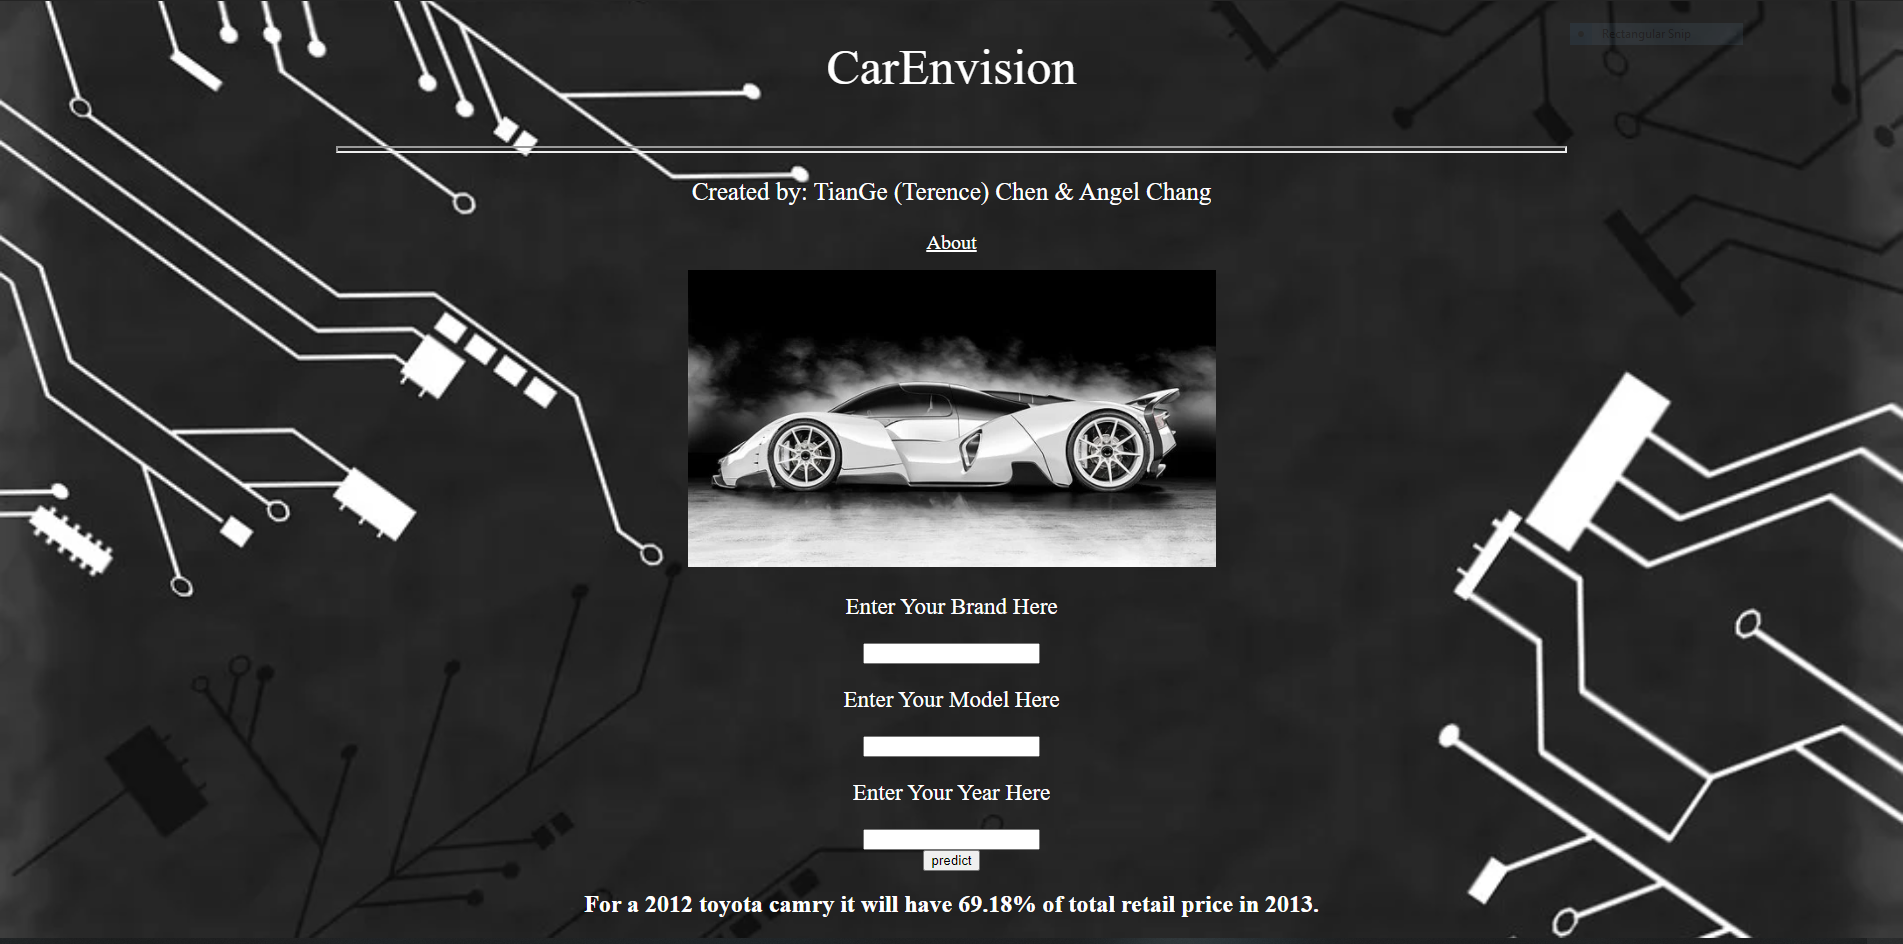 Rectangular Snip
CarEnvision
Created by: TianGe (Terence) Chen & Angel Chang
About
Enter Your Brand Here
Enter Your Model Here
Enter Your Year Here
predict
For a 2012 toyota camry it will have 69.18% of total retail price in 2013.